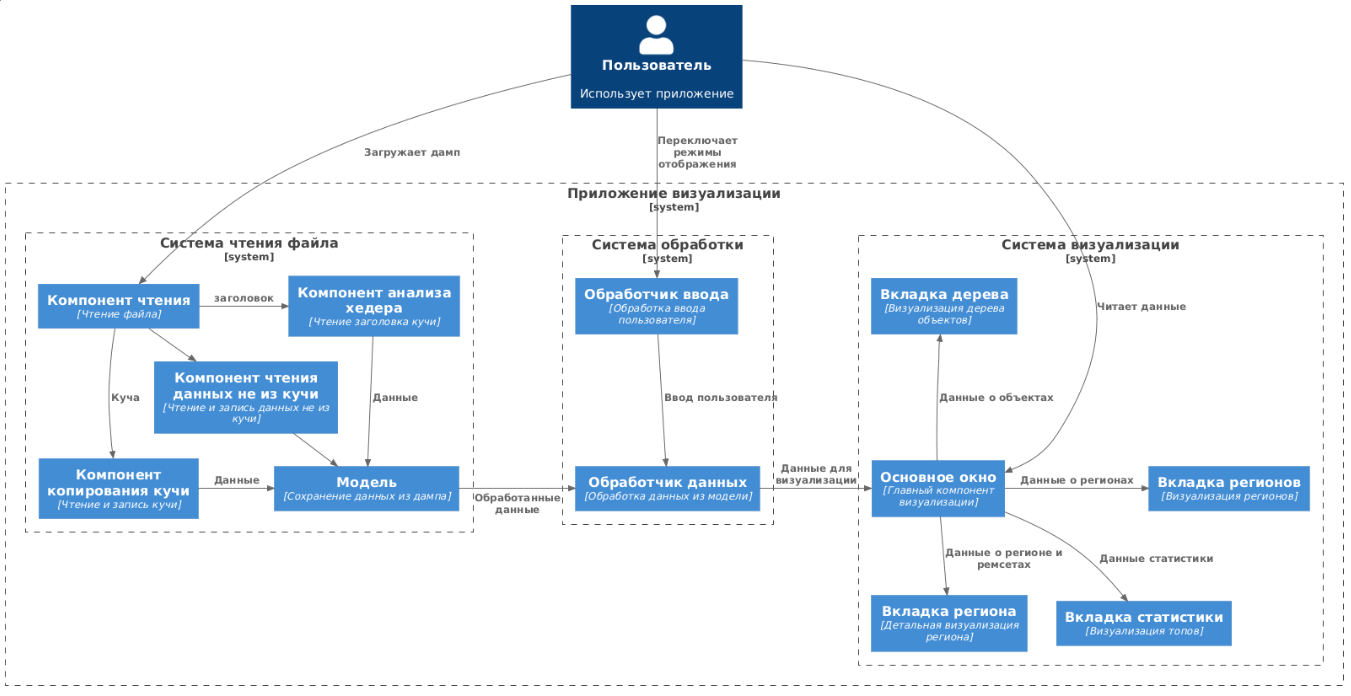 Пользователь
Использует приложение
Загружает дамп
Переключает
режимы
отображения
Читает данные
Приложение визуализации
[system]
Система чтения файла
[system]
Компонент чтения
[Чтение файла]
заголовок
Компонент анализа
хедера
[Чтение заголовка кучи]
Компонент чтения
данных не из кучи
[Чтение и запись данных не из
кучи]
Куча
Данные
Компонент
копирования кучи
[Чтение и запись кучи]
Данные
Модель
[Сохранение данных из дампа]
Обработанные
данные
Система обработки
[system]
Обработчик ввода
[Обработка ввода
пользователя]
Ввод пользователя
Обработчик данных
[Обработка данных из модели]
Данные для
визуализации
Система визуализации
[system]
Вкладка дерева
[Визуализация дерева
объектов]
Данные о объектах
Основное окно
[Главный компонент
визуализации]
Данные о регионах
Вкладка регионов
[Визуализация регионов]
Данные о регионе и
ремсетах
Данные статистики
Вкладка региона
[Детальная визуализация
региона]
Вкладка статистики
[Визуализация топов]